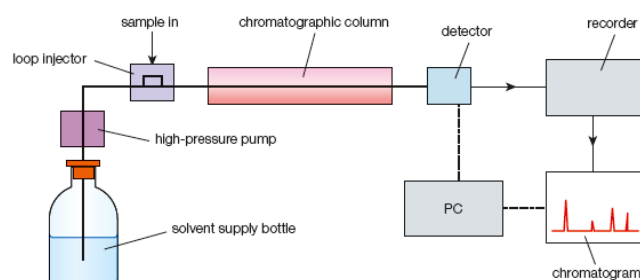 sample in
chromatographic column
recorder
detector
loop injector
high-pressure pump
PC
solvent supply bottle
chromatogram